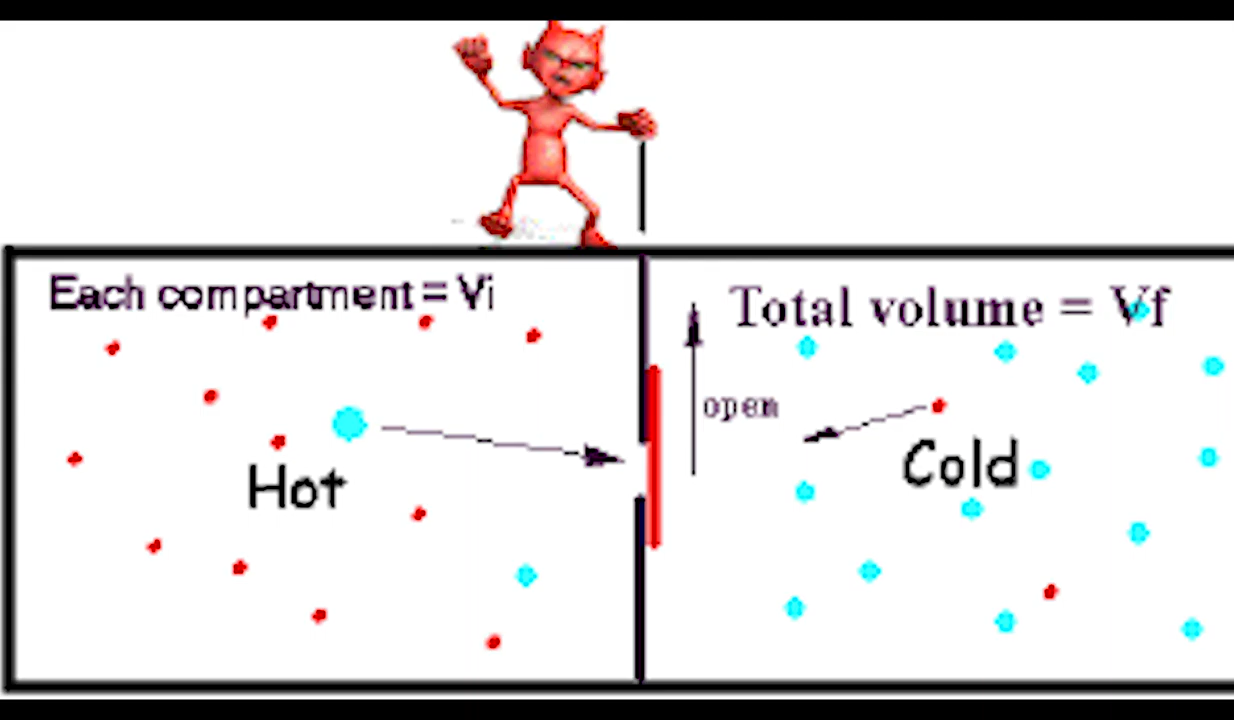 Each compartment = Vi
Total volume = Vf
open
Hot
Cold